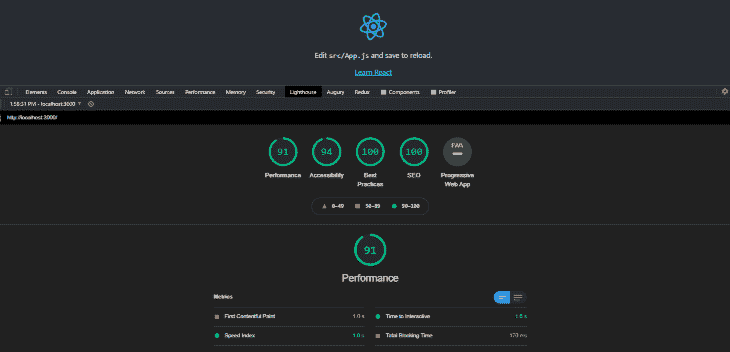 Edit src/App.js and save to reload.
Learn React
Elements Console Application Network Sources Performance Memory Security Lighthouse Augury Redux Components Profiler
1:58:31 PM - localhost:3000
http://localhost:3000/
91 94 100 100 PWA
Performance Accessibility Best Practices SEO Progressive Web App
0–49 50–89 90–100
91
Performance
Metrics
First Contentful Paint 1.0 s Time to Interactive
Speed Index 1.0 s Total Blocking Time 170 ms